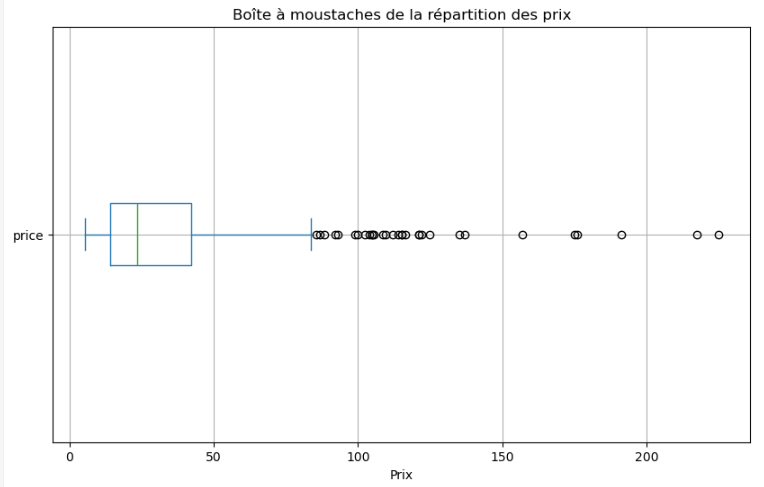 Boîte à moustaches de la répartition des prix
price
0 50 100 150 200
Prix